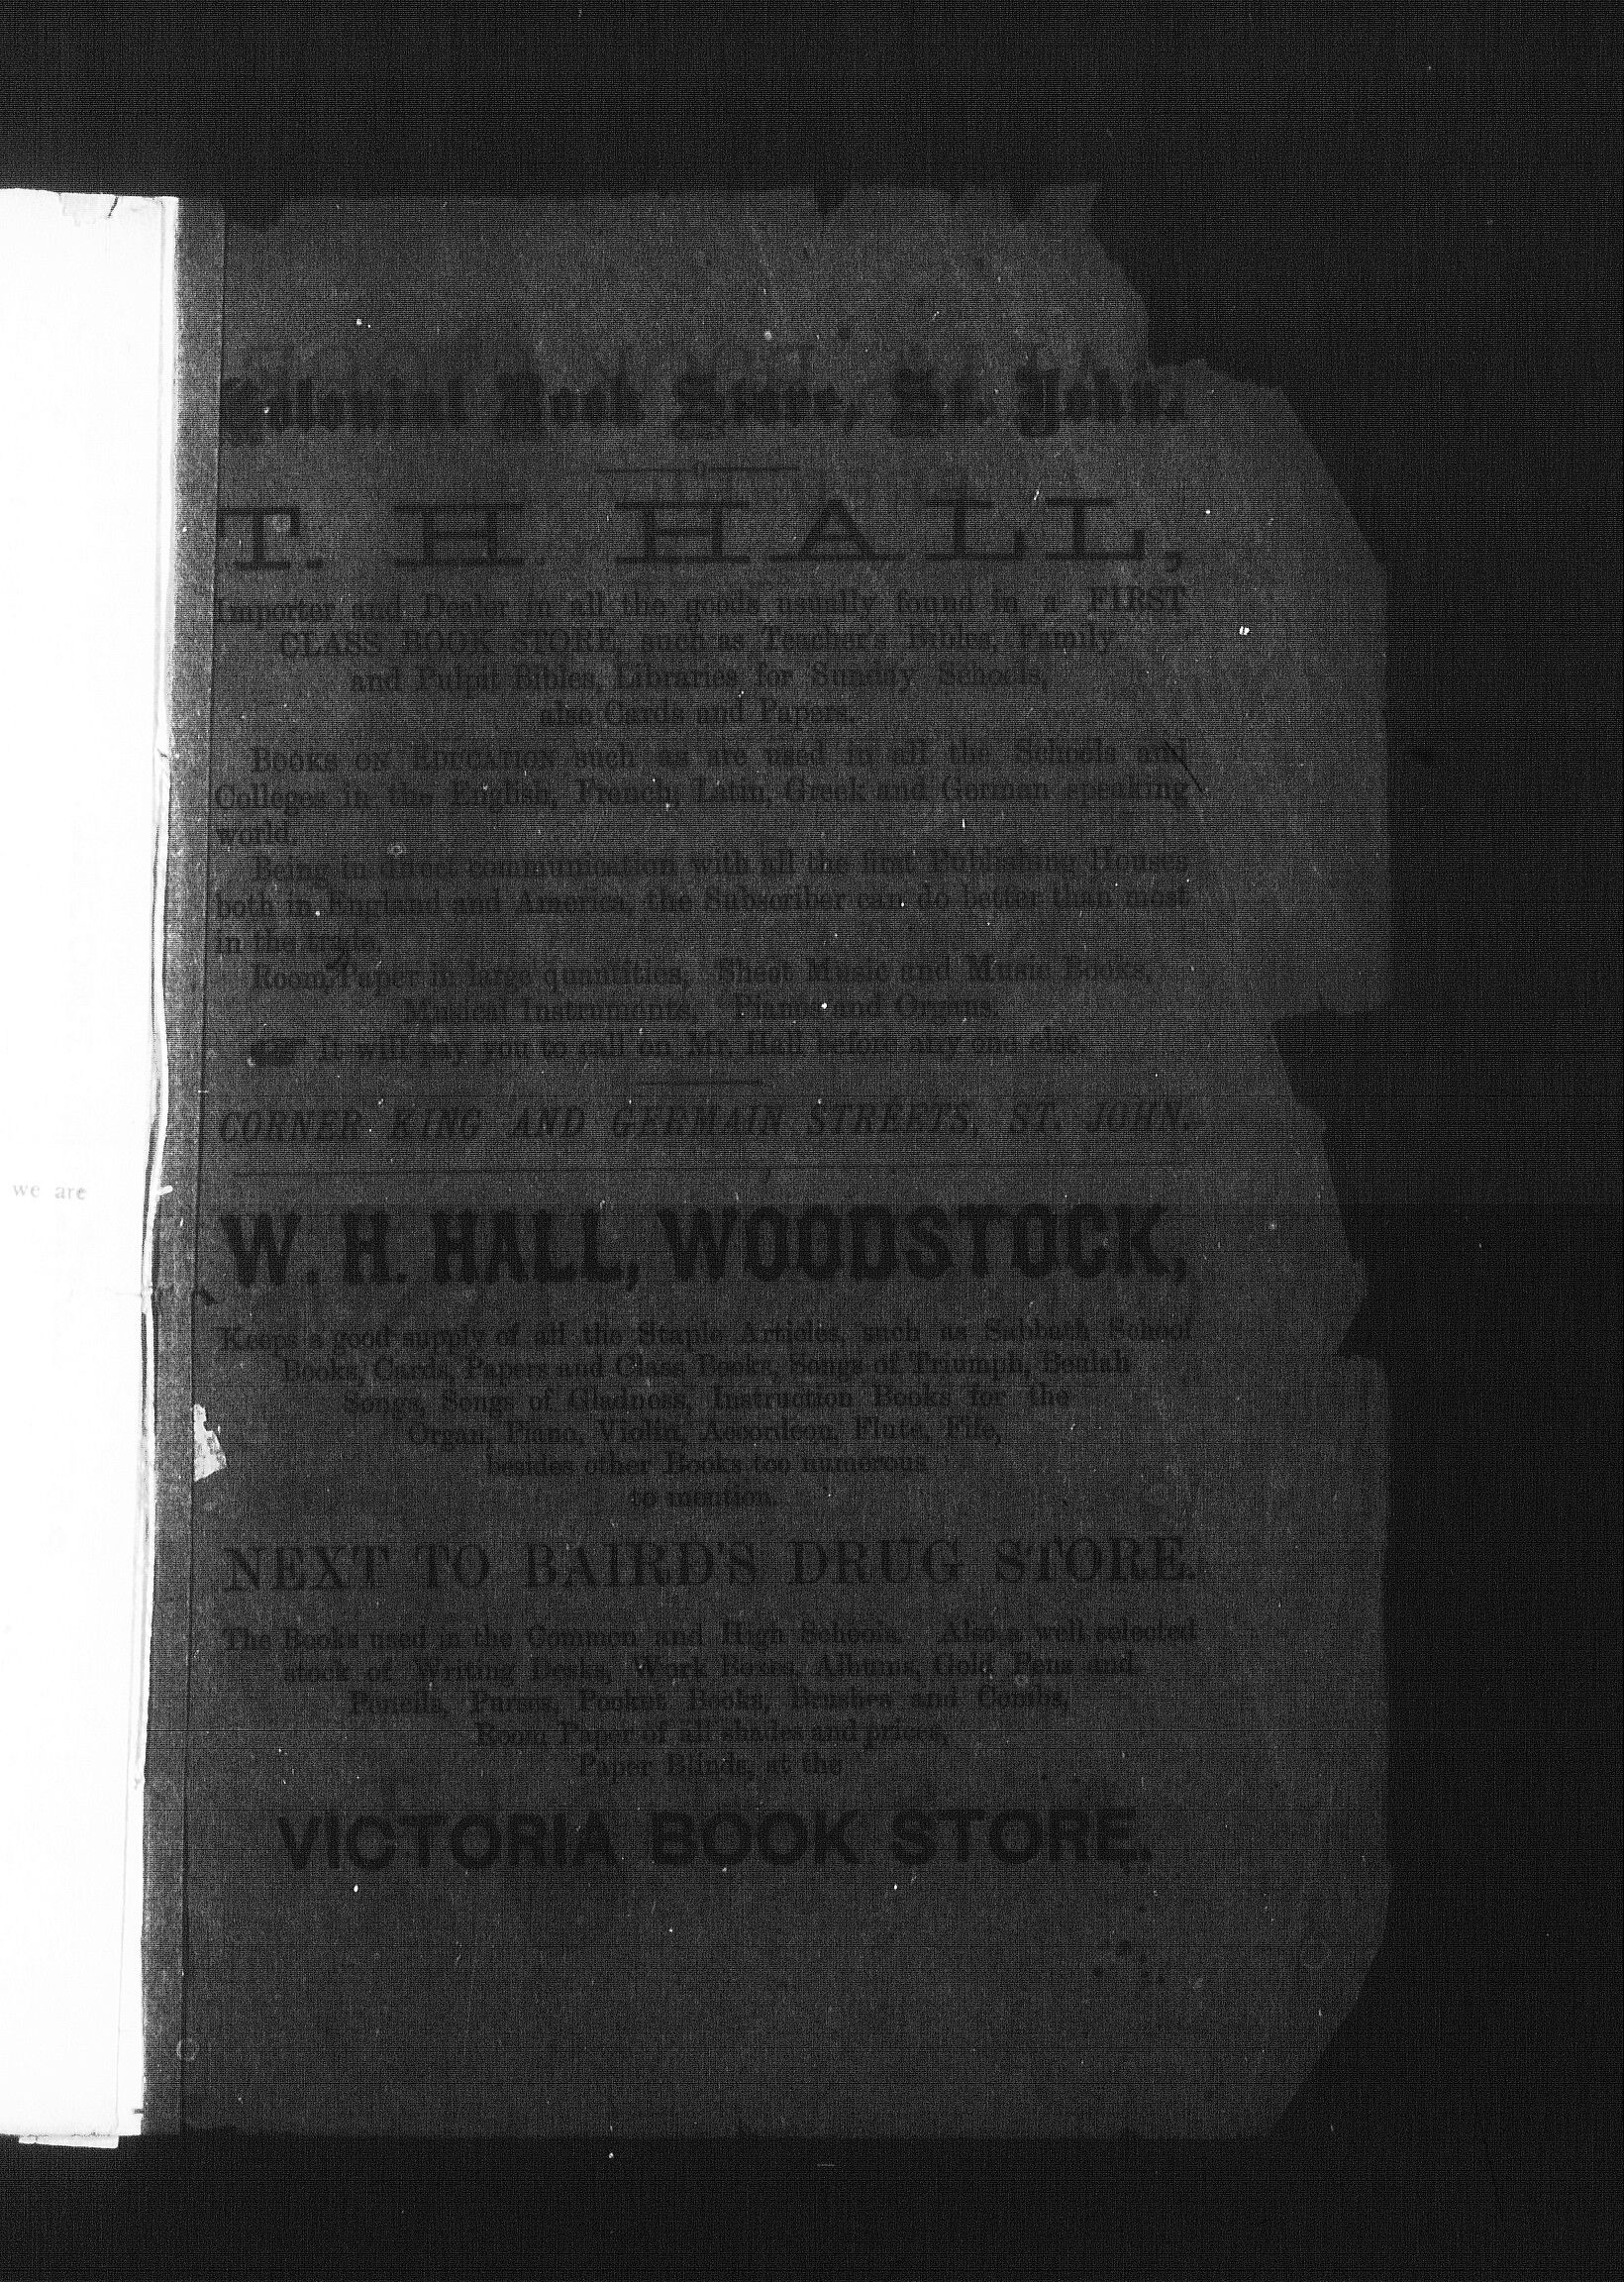 we are
Colonial Book Store, St. John.
T. H. HALL,
Importer and Dealer in all the goods usually found in a FIRST
CLASS BOOK STORE, such as Teacher's Bibles, Family
and Pulpit Bibles, Libraries for Sunday Schools,
also Cards and Papers.
BOOKS ON EDUCATION such as are used in all the Schools and
Colleges in the English, French, Latin, Greek and German speaking
world.
Being in direct communication with all the first Publishing Houses
both in England and America, the Subscriber can do better than most
in the trade.
Room Paper in large quantities, Sheet Music and Music Books,
Musical Instruments, Pianos and Organs.
☞ It will pay you to call on Mr. Hall before any one else.
CORNER KING AND GERMAIN STREETS, ST. JOHN.
W. H. HALL, WOODSTOCK,
Keeps a good supply of all the Staple Articles, such as Sabbath School
Books, Cards, Papers and Class Books, Songs of Triumph, Beulah
Songs, Songs of Gladness, Instruction Books for the
Organ, Piano, Violin, Accordeon, Flute, Fife,
besides other Books too numerous
to mention.
NEXT TO BAIRD'S DRUG STORE.
The Books used in the Common and High Schools. Also a well selected
stock of Writing Desks, Work Boxes, Albums, Gold Pens and
Pencils, Purses, Pocket Books, Brushes and Combs,
Room Paper of all shades and prices,
Paper Blinds, at the
VICTORIA BOOK STORE.